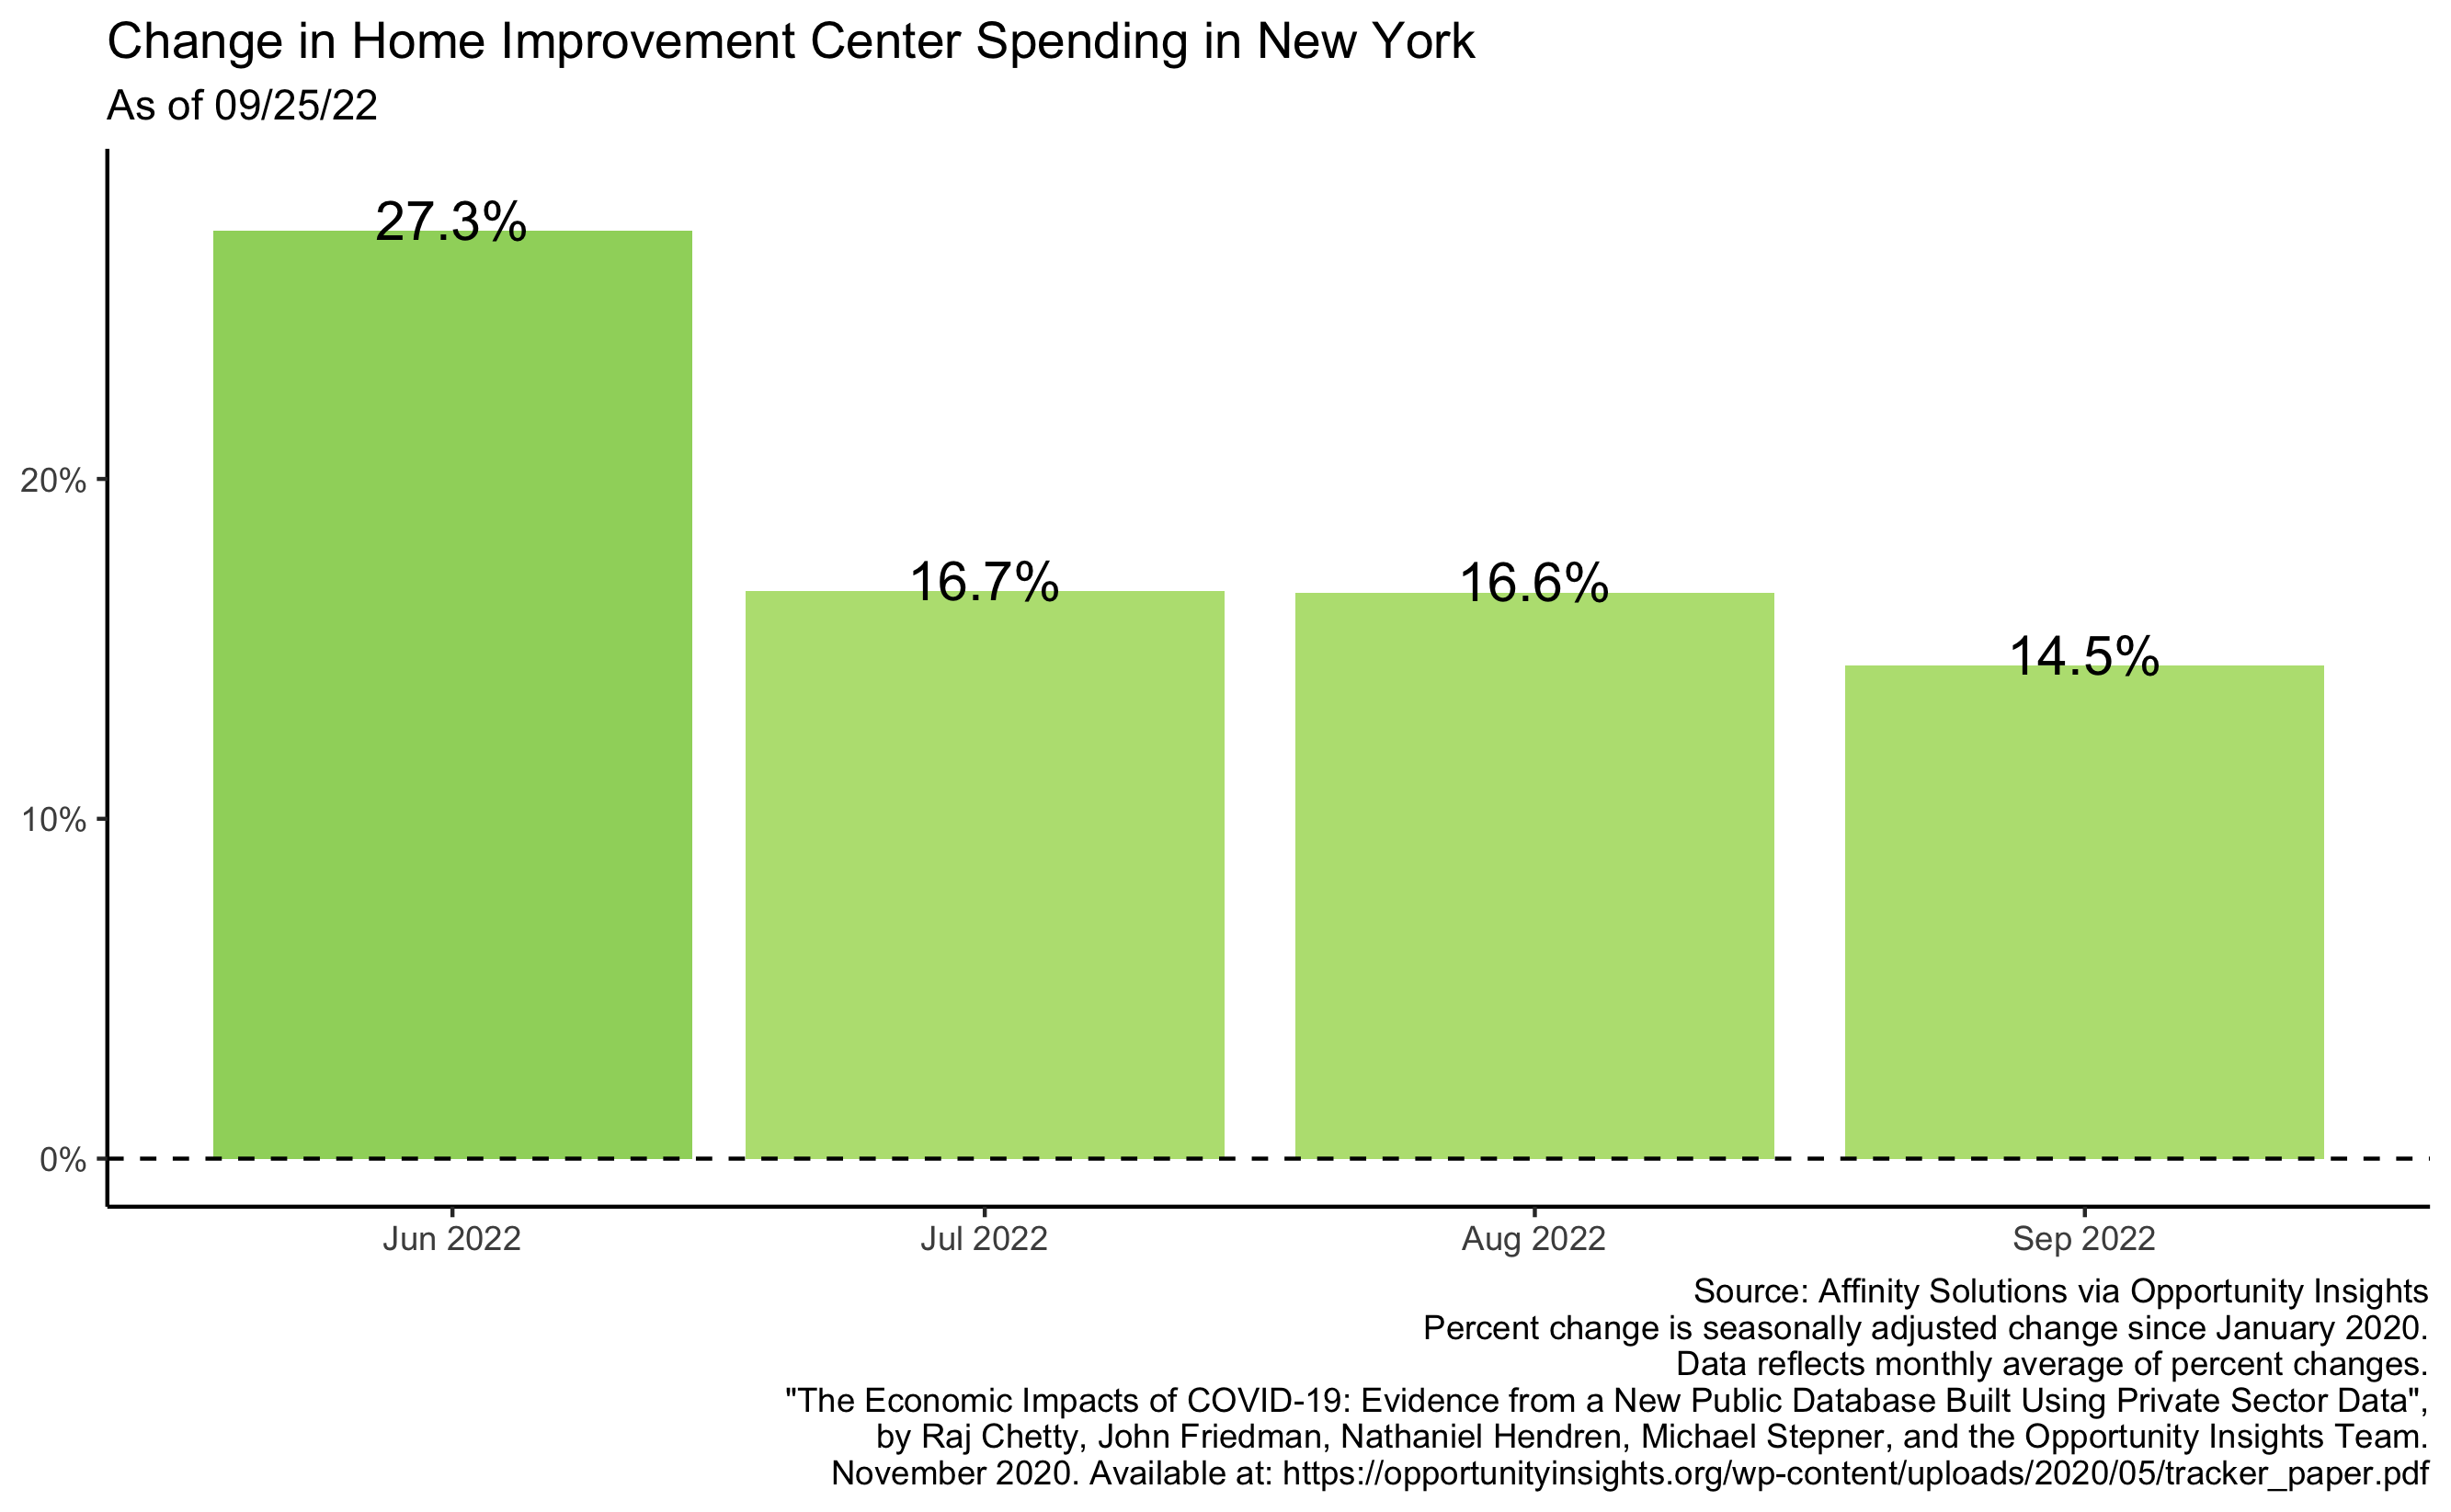 Change in Home Improvement Center Spending in New York
As of 09/25/22
27.3%
16.7%
16.6%
14.5%
20%
10%
0%
Jun 2022
Jul 2022
Aug 2022
Sep 2022
Source: Affinity Solutions via Opportunity Insights
Percent change is seasonally adjusted change since January 2020.
Data reflects monthly average of percent changes.
"The Economic Impacts of COVID-19: Evidence from a New Public Database Built Using Private Sector Data",
by Raj Chetty, John Friedman, Nathaniel Hendren, Michael Stepner, and the Opportunity Insights Team.
November 2020. Available at: https://opportunityinsights.org/wp-content/uploads/2020/05/tracker_paper.pdf